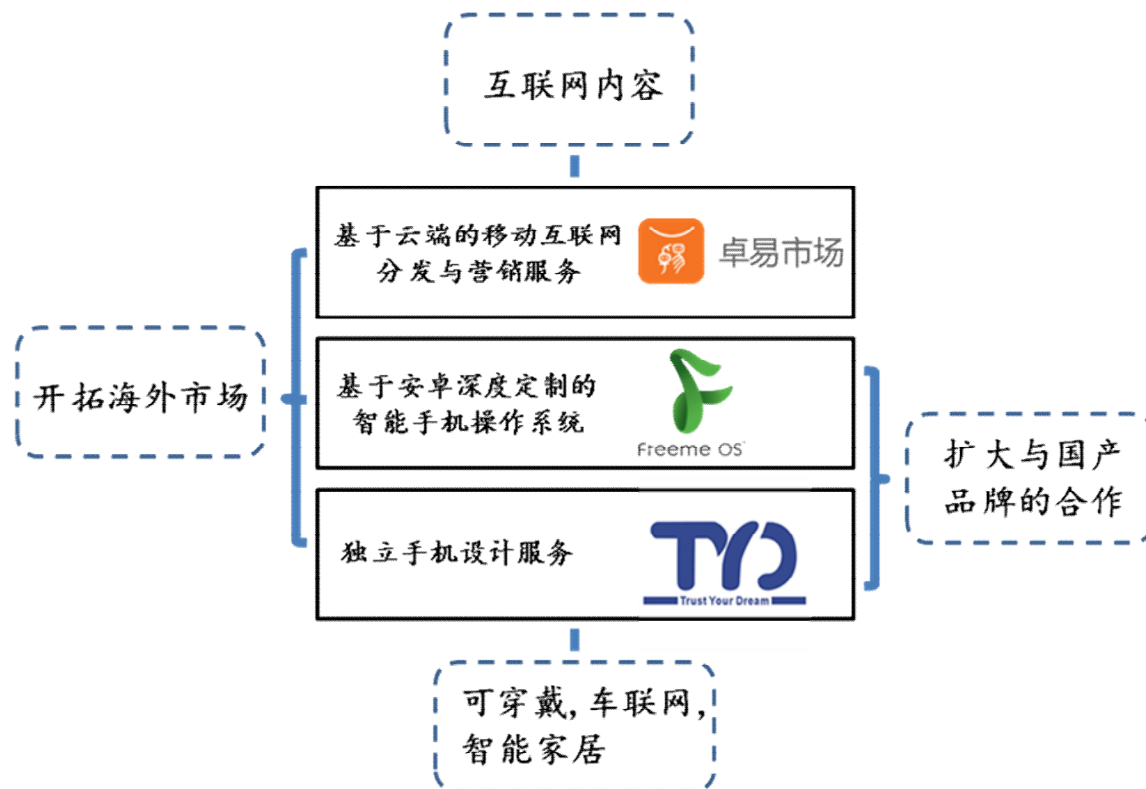 互联网内容
基于云端的移动互联网
分发与营销服务
卓易市场
开拓海外市场
基于安卓深度定制的
智能手机操作系统
Freeme OS
扩大与国产
品牌的合作
独立手机设计服务
TYD
Trust Your Dream
可穿戴,车联网,
智能家居